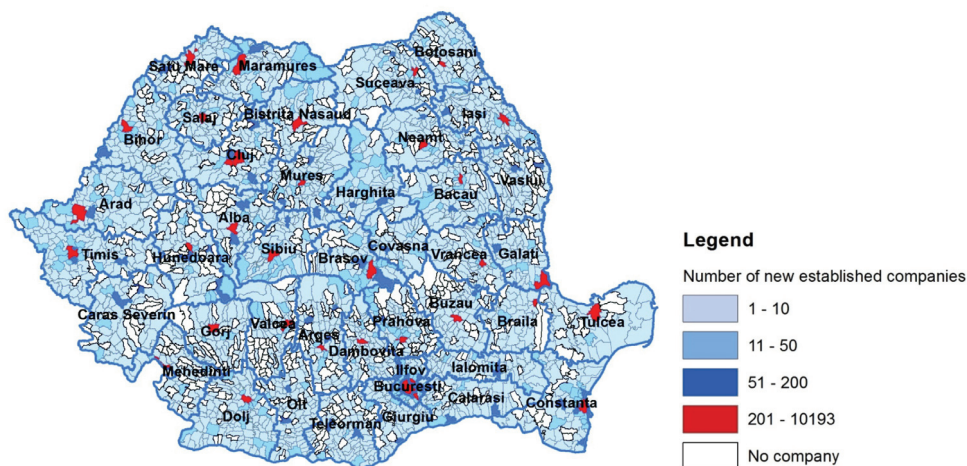 Botosani
Satu Mare
Maramures
Suceava
Salaj
Bistrita Nasaud
Iasi
Bihor
Neamt
Cluj
Mures
Vaslui
Harghita
Bacau
Arad
Alba
Timis
Hunedoara
Sibiu
Brasov
Covasna
Vrancea
Galati
Caras Severin
Buzau
Gorj
Valcea
Arges
Prahova
Braila
Tulcea
Dambovita
Mehedinti
Ilfov
Ialomita
Bucuresti
Calarasi
Constanta
Dolj
Olt
Giurgiu
Teleorman
Legend
Number of new established companies
1 - 10
11 - 50
51 - 200
201 - 10193
No company